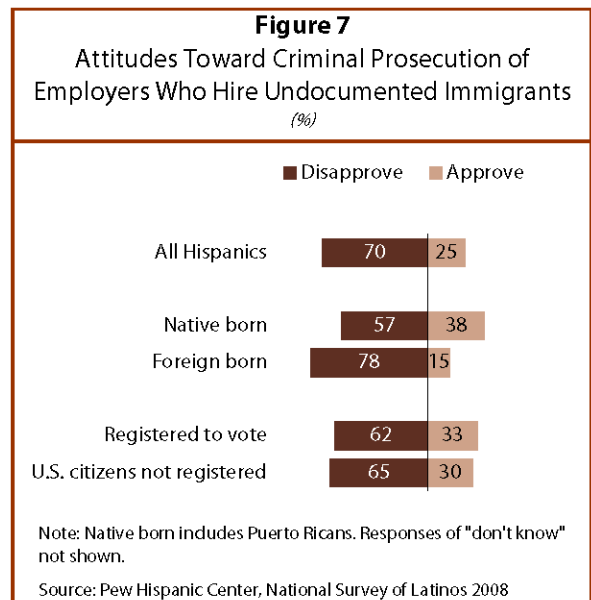 Figure 7
Attitudes Toward Criminal Prosecution of
Employers Who Hire Undocumented Immigrants
(%)
Disapprove Approve
All Hispanics 70 25
Native born 57 38
Foreign born 78 15
Registered to vote 62 33
U.S. citizens not registered 65 30
Note: Native born includes Puerto Ricans. Responses of "don't know"
not shown.
Source: Pew Hispanic Center, National Survey of Latinos 2008